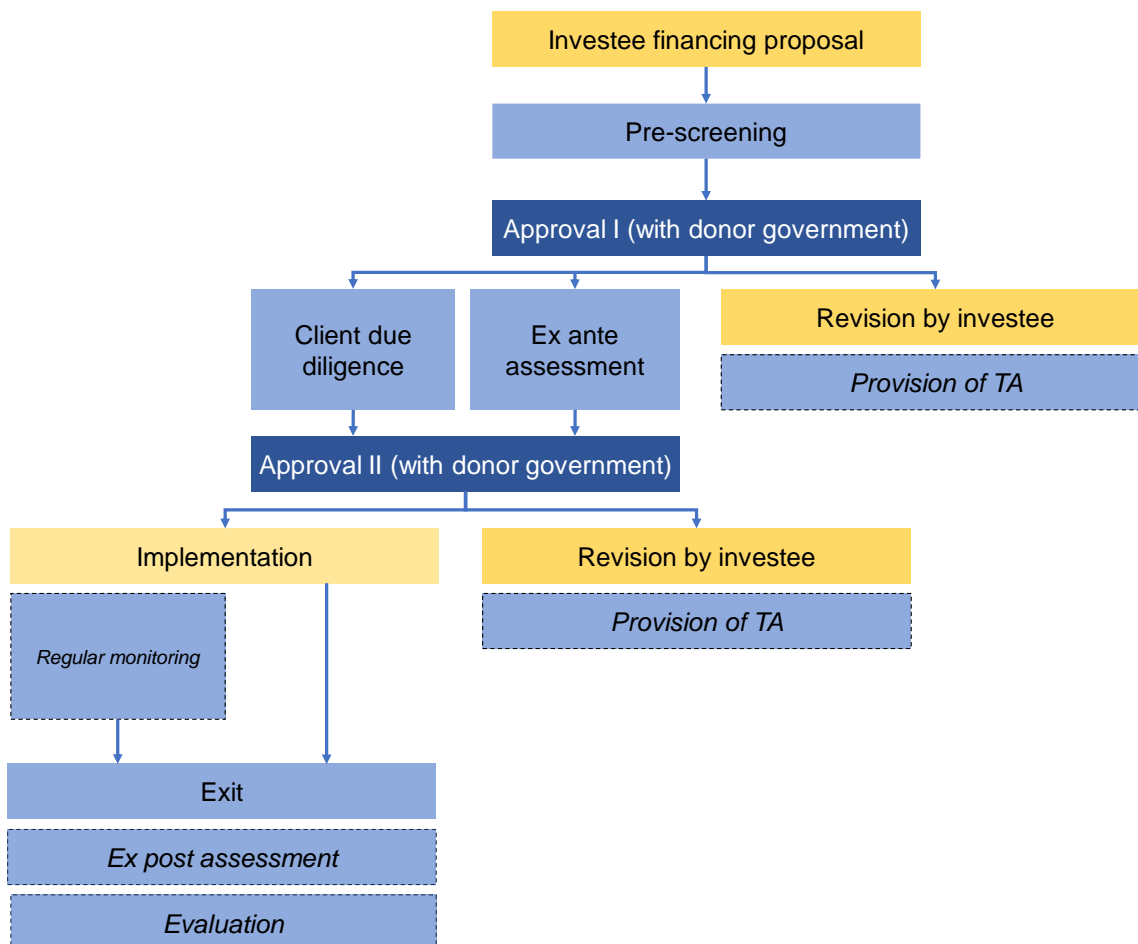 Investee financing proposal
Pre-screening
Approval I (with donor government)
Client due
diligence
Ex ante
assessment
Revision by investee
Provision of TA
Approval II (with donor government)
Implementation
Revision by investee
Regular monitoring
Provision of TA
Exit
Ex post assessment
Evaluation